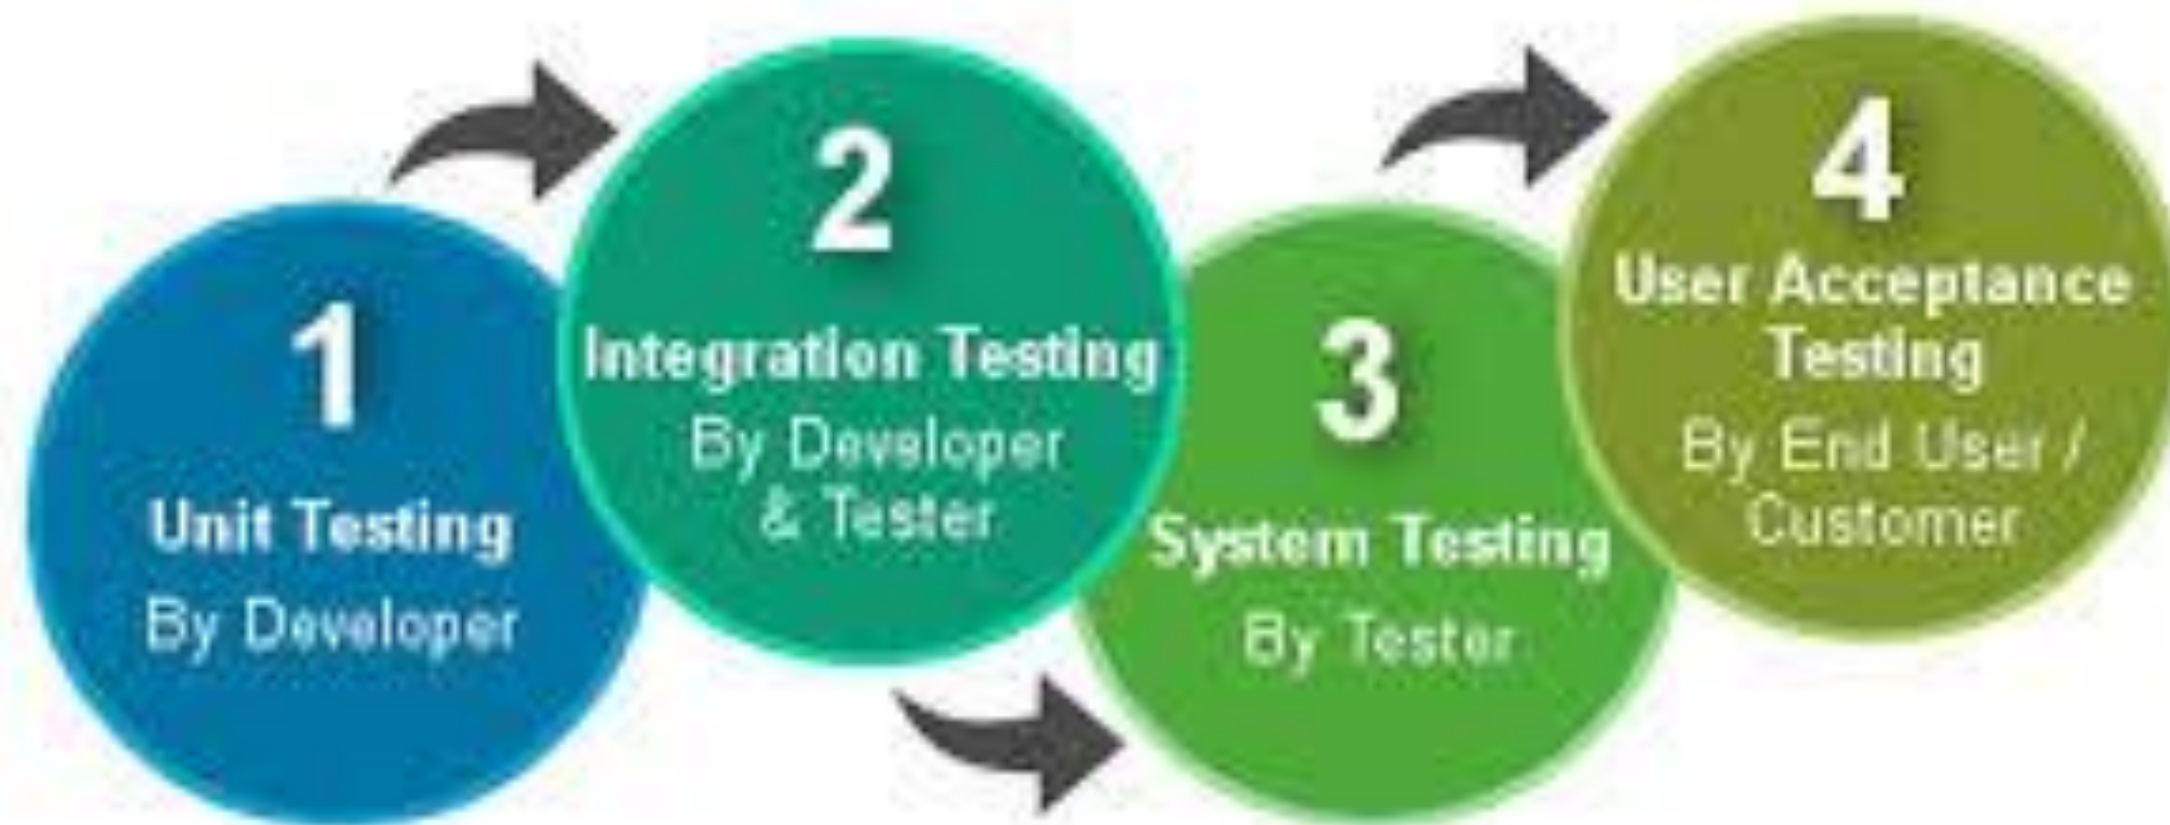 1
Unit Testing
By Developer
2
Integration Testing
By Developer
& Tester
3
System Testing
By Tester
4
User Acceptance
Testing
By End User /
Customer